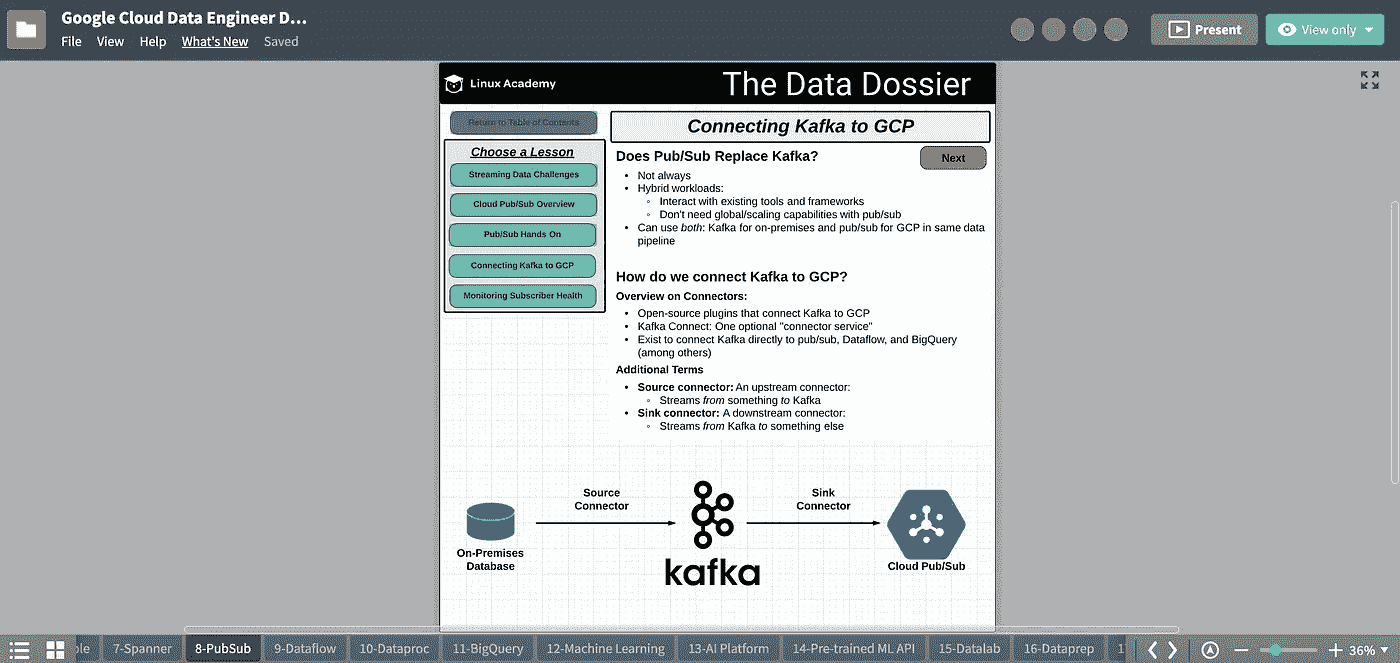 Google Cloud Data Engineer D...
File View Help What's New Saved
Present
View only
Linux Academy
The Data Dossier
Return to Table of Contents
Choose a Lesson
Streaming Data Challenges
Cloud Pub/Sub Overview
Pub/Sub Hands On
Connecting Kafka to GCP
Monitoring Subscriber Health
Connecting Kafka to GCP
Does Pub/Sub Replace Kafka?
Next
• Not always
• Hybrid workloads:
◦ Interact with existing tools and frameworks
◦ Don't need global/scaling capabilities with pub/sub
• Can use both: Kafka for on-premises and pub/sub for GCP in same data
pipeline
How do we connect Kafka to GCP?
Overview on Connectors:
• Open-source plugins that connect Kafka to GCP
• Kafka Connect: One optional "connector service"
• Exist to connect Kafka directly to pub/sub, Dataflow, and BigQuery
(among others)
Additional Terms
• Source connector: An upstream connector:
◦ Streams from something to Kafka
• Sink connector: A downstream connector:
◦ Streams from Kafka to something else
Source
Connector
Sink
Connector
On-Premises
Database
kafka
Cloud Pub/Sub
ple 7-Spanner 8-PubSub 9-Dataflow 10-Dataproc 11-BigQuery 12-Machine Learning 13-AI Platform 14-Pre-trained ML API 15-Datalab 16-Dataprep 1 36%